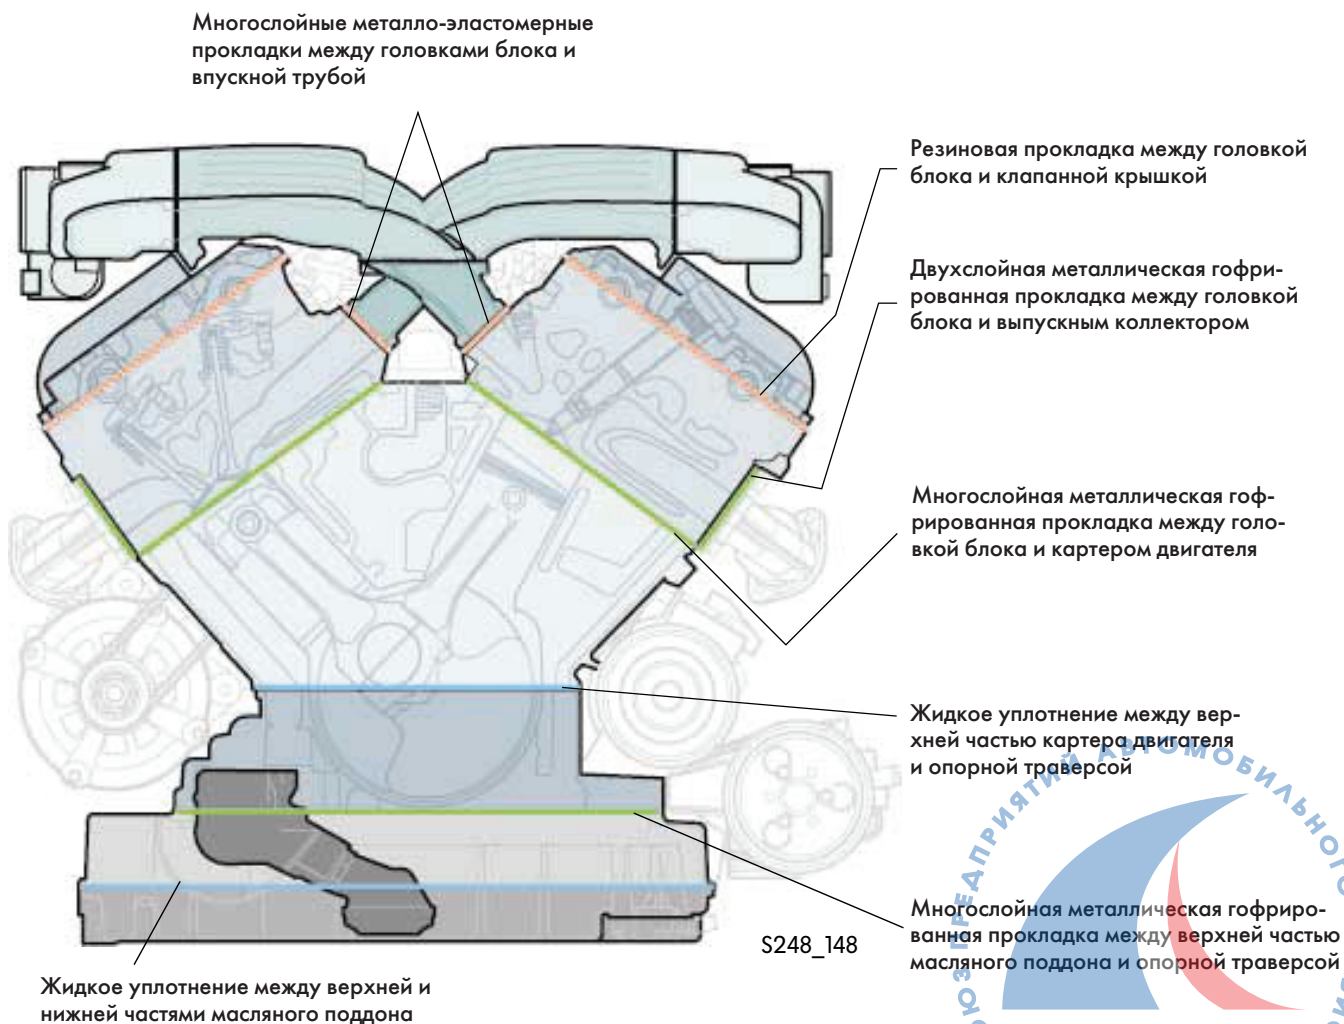 Многослойные металло-эластомерные
прокладки между головками блока и
впускной трубой
Резиновая прокладка между головкой
блока и клапанной крышкой
Двухслойная металлическая гофри-
рованная прокладка между головкой
блока и выпускным коллектором
Многослойная металлическая гоф-
рированная прокладка между голо-
вкой блока и картером двигателя
Жидкое уплотнение между вер-
хней частью картера двигателя
и опорной траверсой
Многослойная металлическая гофриро-
ванная прокладка между верхней частью
масляного поддона и опорной траверсой
S248_148
Жидкое уплотнение между верхней и
нижней частями масляного поддона
ПРЕДПРИЯТИЙ АВТОМОБИЛЬНОГО